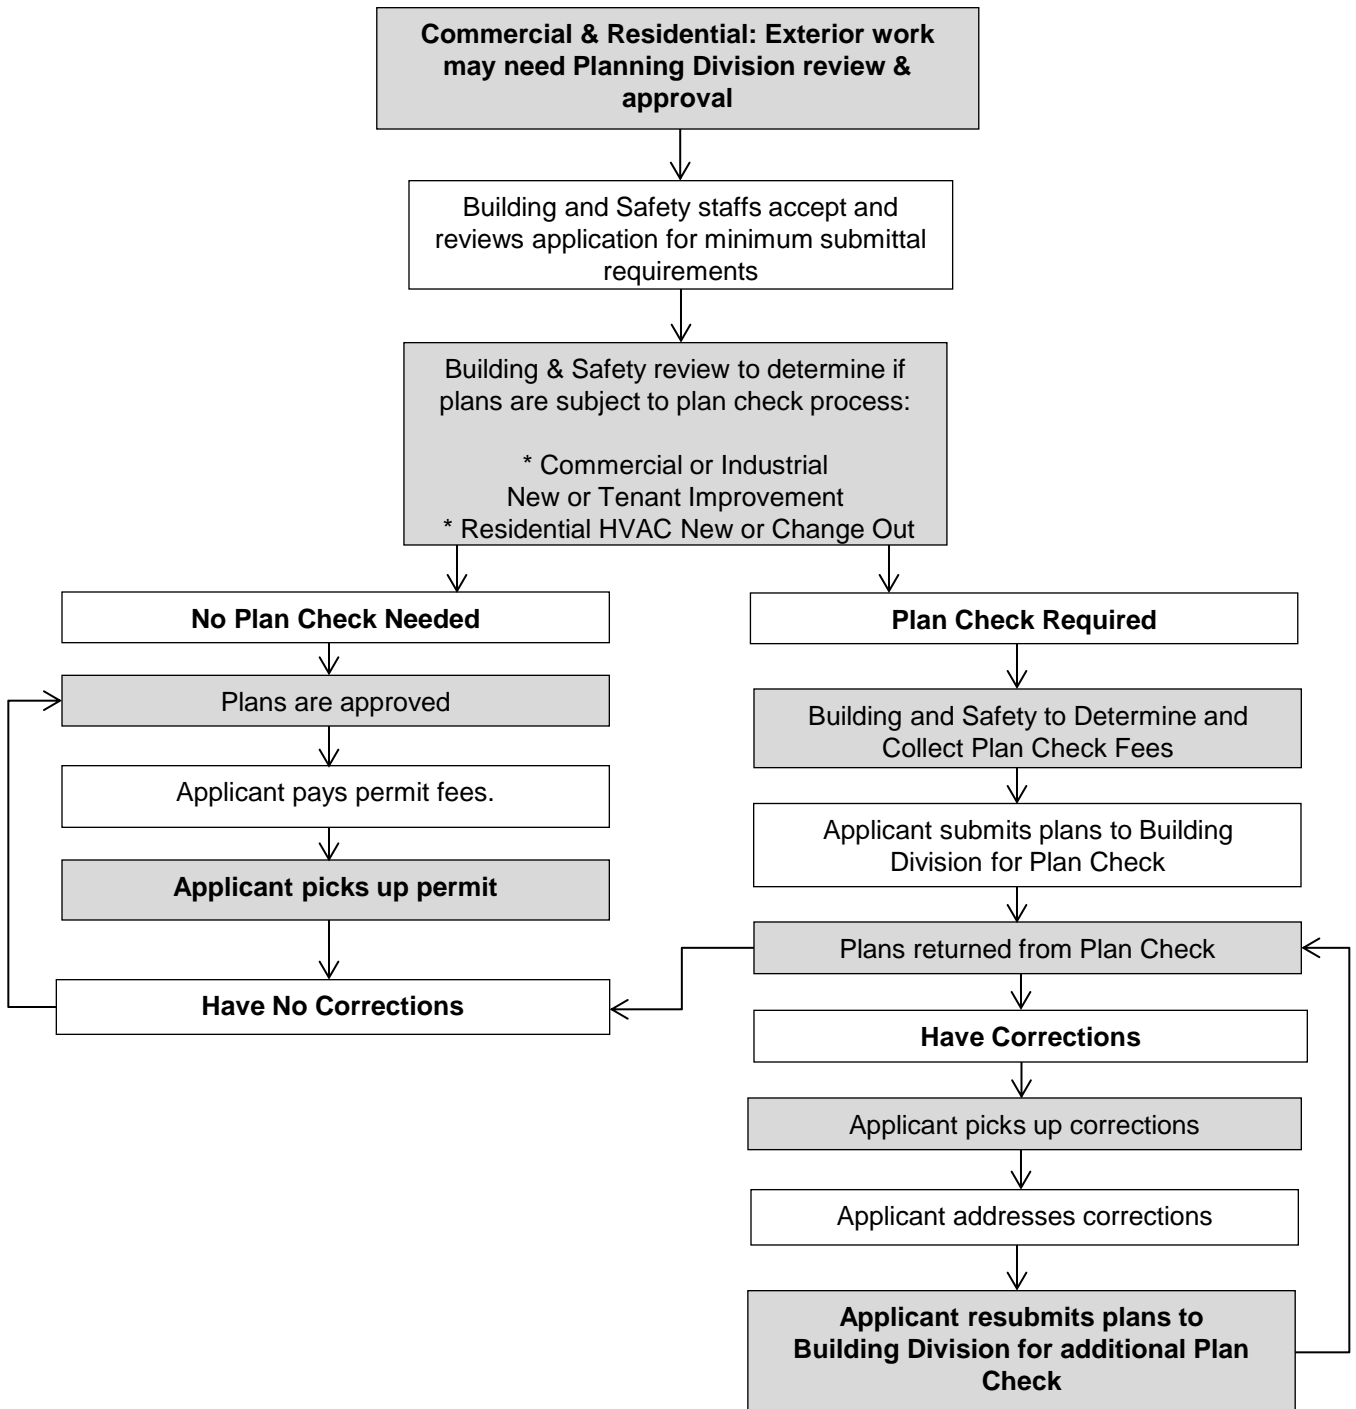 Commercial & Residential: Exterior work
may need Planning Division review &
approval
Building and Safety staffs accept and
reviews application for minimum submittal
requirements
Building & Safety review to determine if
plans are subject to plan check process:
* Commercial or Industrial
New or Tenant Improvement
* Residential HVAC New or Change Out
No Plan Check Needed
Plans are approved
Applicant pays permit fees.
Applicant picks up permit
Have No Corrections
Plan Check Required
Building and Safety to Determine and
Collect Plan Check Fees
Applicant submits plans to Building
Division for Plan Check
Plans returned from Plan Check
Have Corrections
Applicant picks up corrections
Applicant addresses corrections
Applicant resubmits plans to
Building Division for additional Plan
Check